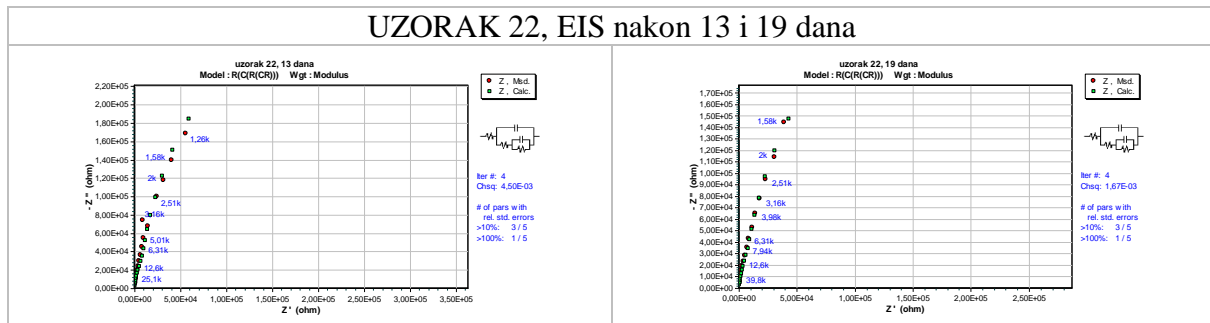 UZORAK 22, EIS nakon 13 i 19 dana
uzorak 22, 13 dana
Model : R(C(R(CR))) Wgt : Modulus
Z , Msd.
Z , Calc.
2,20E+05
2,00E+05
1,80E+05
1,60E+05
1,40E+05
1,20E+05
1,00E+05
8,00E+04
6,00E+04
4,00E+04
2,00E+04
0,00E+00
- Z '' (ohm)
1,26k
1,58k
2k
2,51k
3,16k
5,01k
6,31k
12,6k
25,1k
0,00E+00 5,00E+04 1,00E+05 1,50E+05 2,00E+05 2,50E+05 3,00E+05 3,50E+05
Z ' (ohm)
Iter #: 4
Chsq: 4,50E-03
# of pars with
rel. std. errors
>10%: 3 / 5
>100%: 1 / 5
uzorak 22, 19 dana
Model : R(C(R(CR))) Wgt : Modulus
Z , Msd.
Z , Calc.
1,70E+05
1,60E+05
1,50E+05
1,40E+05
1,30E+05
1,20E+05
1,10E+05
1,00E+05
9,00E+04
8,00E+04
7,00E+04
6,00E+04
5,00E+04
4,00E+04
3,00E+04
2,00E+04
1,00E+04
0,00E+00
- Z '' (ohm)
1,58k
2k
2,51k
3,16k
3,98k
6,31k
7,94k
12,6k
39,8k
0,00E+00 5,00E+04 1,00E+05 1,50E+05 2,00E+05 2,50E+05
Z ' (ohm)
Iter #: 4
Chsq: 1,67E-03
# of pars with
rel. std. errors
>10%: 3 / 5
>100%: 1 / 5